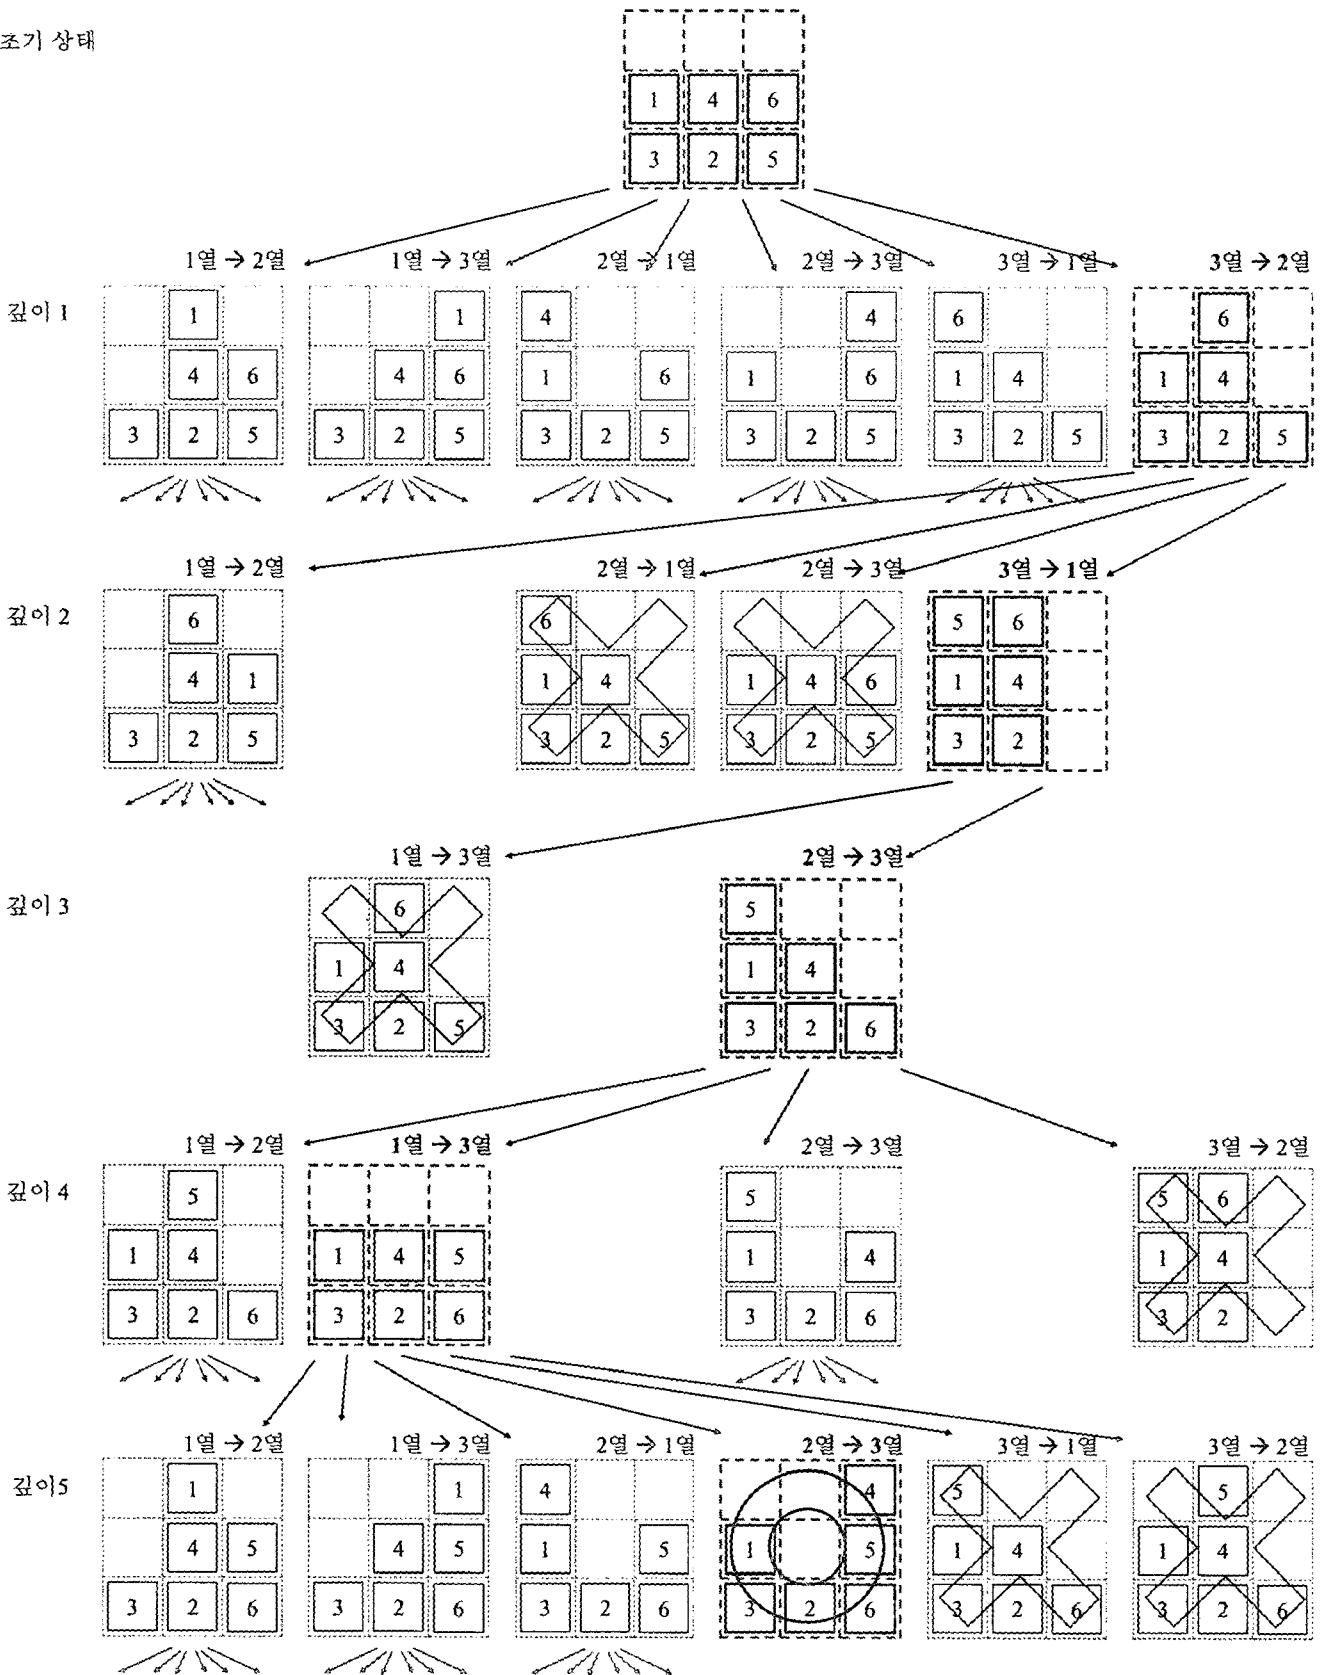 초기 상태
1 4 6
3 2 5
1열 → 2열 1열 → 3열 2열 → 1열 2열 → 3열 3열 → 1열 3열 → 2열
깊이 1
1 1 4 4 6 6
4 6 4 6 1 6 1 6 1 4 1 4
3 2 5 3 2 5 3 2 5 3 2 5 3 2 5 3 2 5
1열 → 2열 2열 → 1열 2열 → 3열 3열 → 1열
깊이 2
6 6 5 6
4 1 1 4 1 4 6 1 4
3 2 5 3 2 5 3 2 5 3 2
1열 → 3열 2열 → 3열
깊이 3
6 5
1 4 1 4
3 2 5 3 2 6
1열 → 2열 1열 → 3열 2열 → 3열 3열 → 2열
깊이 4
5 5 5 6
1 4 1 4 5 1 4 1 4
3 2 6 3 2 6 3 2 6 3 2
1열 → 2열 1열 → 3열 2열 → 1열 2열 → 3열 3열 → 1열 3열 → 2열
깊이5
1 1 4 4 5 5
4 5 4 5 1 5 1 5 1 4 1 4
3 2 6 3 2 6 3 2 6 3 2 6 3 2 6 3 2 6